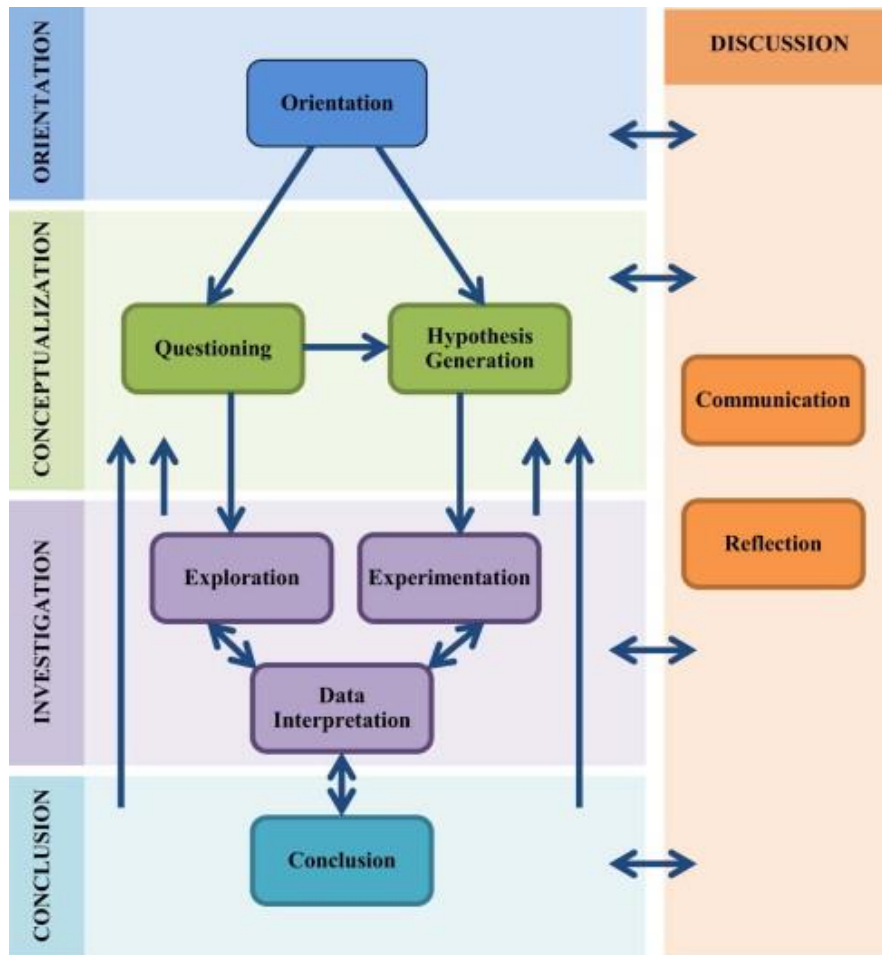 ORIENTATION
Orientation
CONCEPTUALIZATION
Questioning
Hypothesis
Generation
INVESTIGATION
Exploration
Experimentation
Data
Interpretation
CONCLUSION
Conclusion
DISCUSSION
Communication
Reflection